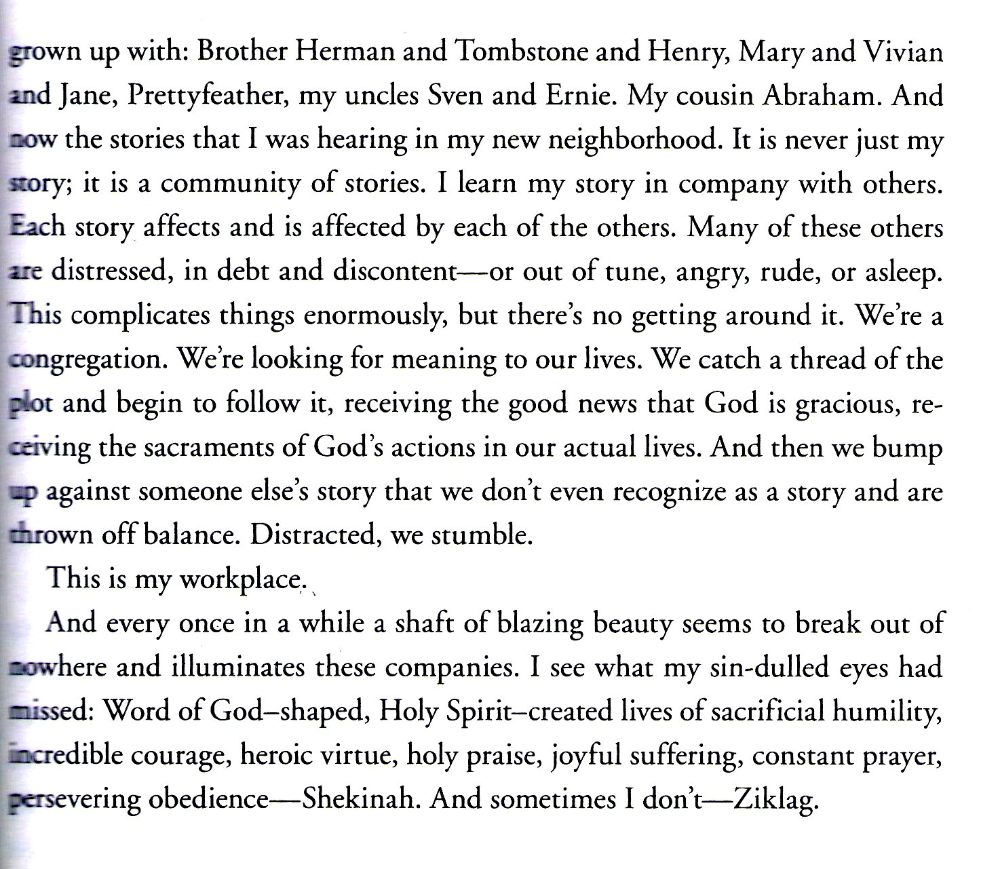 grown up with: Brother Herman and Tombstone and Henry, Mary and Vivian
and Jane, Prettyfeather, my uncles Sven and Ernie. My cousin Abraham. And
now the stories that I was hearing in my new neighborhood. It is never just my
story; it is a community of stories. I learn my story in company with others.
Each story affects and is affected by each of the others. Many of these others
are distressed, in debt and discontent—or out of tune, angry, rude, or asleep.
This complicates things enormously, but there’s no getting around it. We’re a
congregation. We’re looking for meaning to our lives. We catch a thread of the
plot and begin to follow it, receiving the good news that God is gracious, re-
ceiving the sacraments of God’s actions in our actual lives. And then we bump
up against someone else’s story that we don’t even recognize as a story and are
thrown off balance. Distracted, we stumble.
This is my workplace.
And every once in a while a shaft of blazing beauty seems to break out of
nowhere and illuminates these companies. I see what my sin-dulled eyes had
missed: Word of God–shaped, Holy Spirit–created lives of sacrificial humility,
incredible courage, heroic virtue, holy praise, joyful suffering, constant prayer,
persevering obedience—Shekinah. And sometimes I don’t—Ziklag.